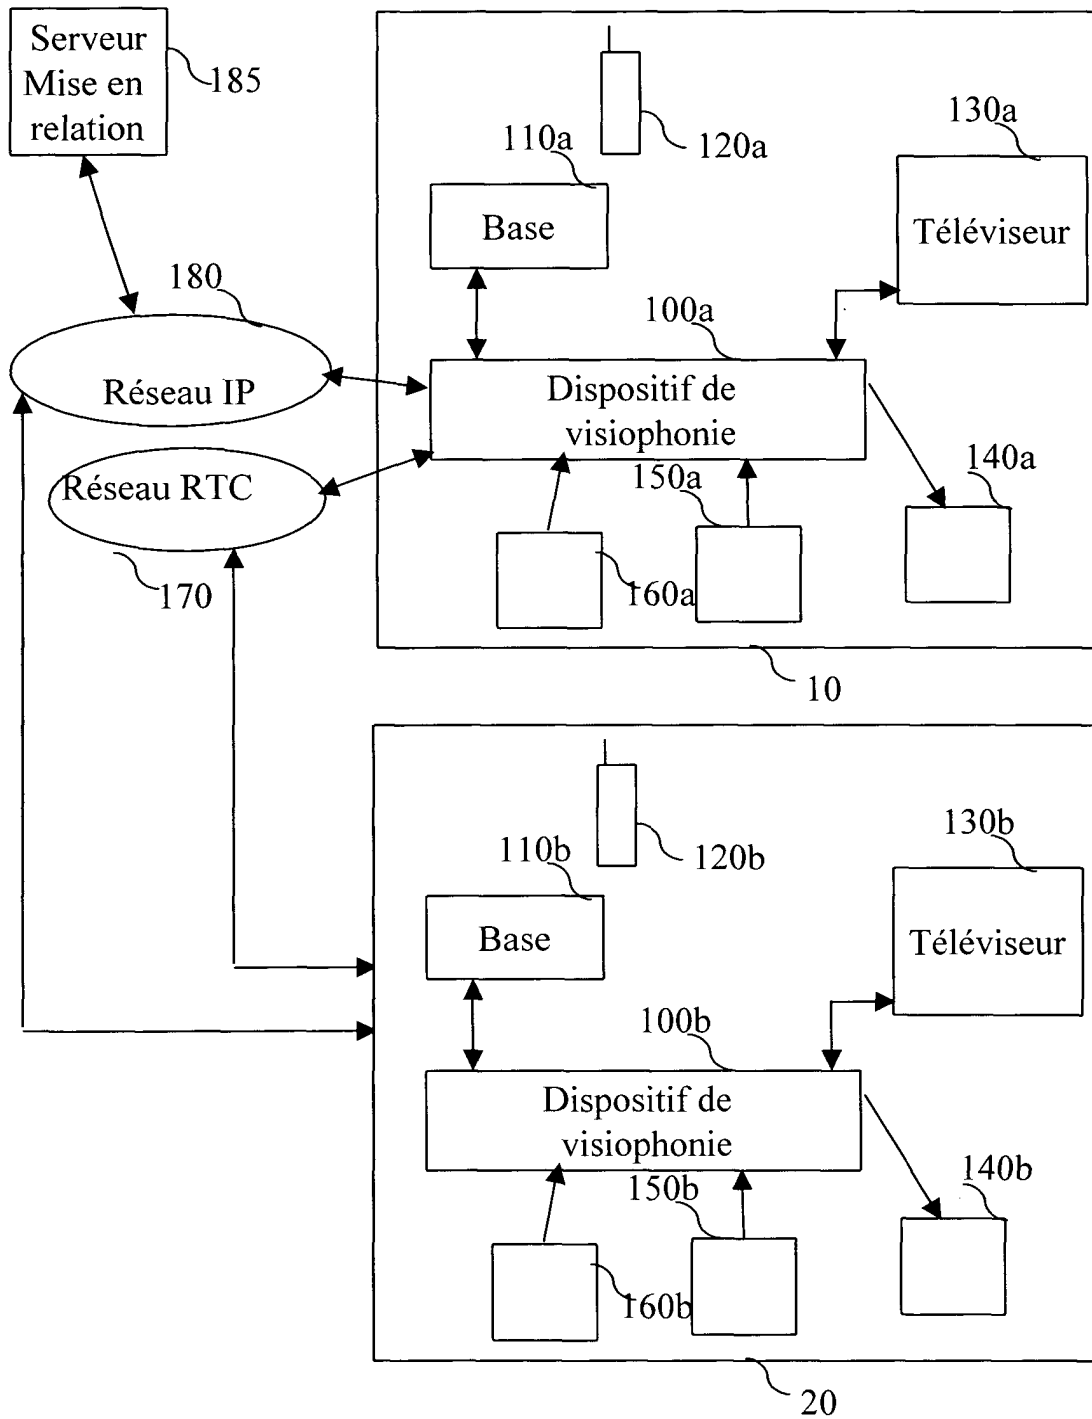 Serveur
Mise en
relation
185
120a
130a
110a
Base
Téléviseur
180
100a
Réseau IP
Dispositif de
visiophonie
Réseau RTC
150a
140a
170
160a
10
120b
130b
110b
Base
Téléviseur
100b
Dispositif de
visiophonie
150b
140b
160b
20